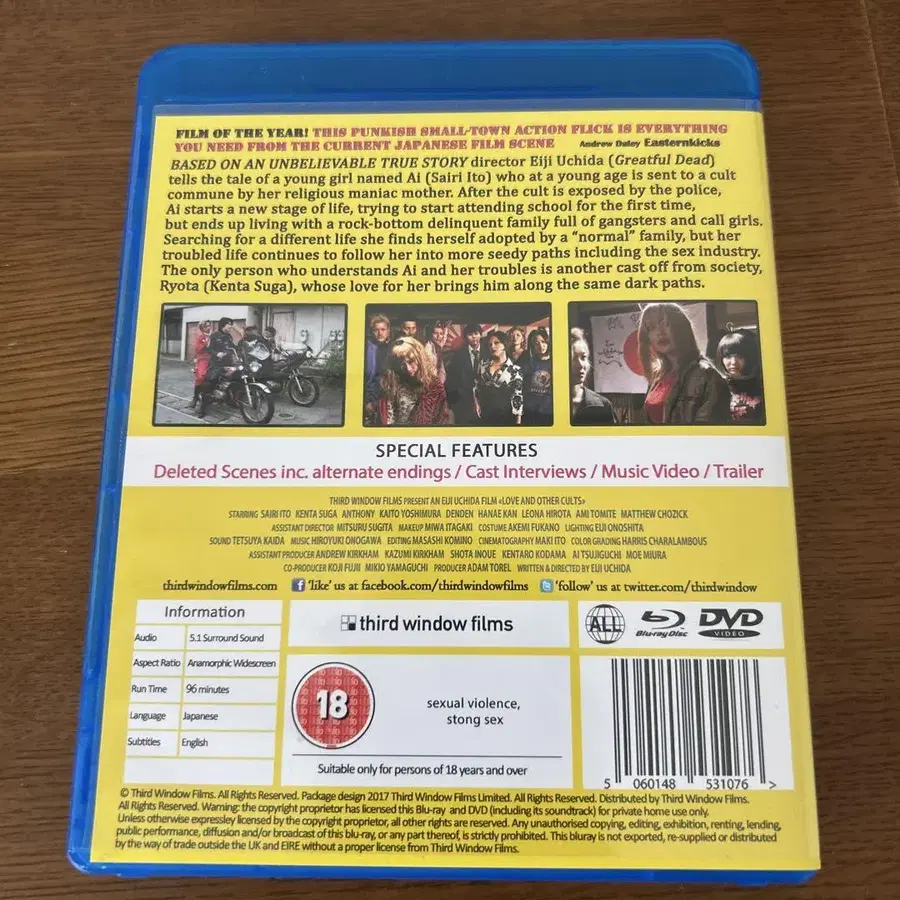 FILM OF THE YEAR! THIS PUNKISH SMALL-TOWN ACTION FLICK IS EVERYTHING
YOU NEED FROM THE CURRENT JAPANESE FILM SCENE Andrew Daley Easternkicks
BASED ON AN UNBELIEVABLE TRUE STORY director Eiji Uchida (Greatful Dead)
tells the tale of a young girl named Ai (Sairi Ito) who at a young age is sent to a cult
commune by her religious maniac mother. After the cult is exposed by the police,
Ai starts a new stage of life, trying to start attending school for the first time,
but ends up living with a rock-bottom delinquent family full of gangsters and call girls.
Searching for a different life she finds herself adopted by a “normal” family, but her
troubled life continues to follow her into more seedy paths including the sex industry.
The only person who understands Ai and her troubles is another cast off from society,
Ryota (Kenta Suga), whose love for her brings him along the same dark paths.
SPECIAL FEATURES
Deleted Scenes inc. alternate endings / Cast Interviews / Music Video / Trailer
THIRD WINDOW FILMS PRESENT AN EIJI UCHIDA FILM «LOVE AND OTHER CULTS»
STARRING SAIRI ITO KENTA SUGA ANTHONY KAITO YOSHIMURA DENDEN HANAE KAN LEONA HIROTA AMI TOMITE MATTHEW CHOZICK
ASSISTANT DIRECTOR MITSURU SUGITA MAKEUP MIWA ITAGAKI COSTUME AKEMI FUKANO LIGHTING EIJI ONOSHITA
SOUND TETSUYA KAIDA MUSIC HIROYUKI ONOGAWA EDITING MASASHI KOMINO CINEMATOGRAPHY MAKI ITO COLOR GRADING HARRIS CHARALAMBOUS
ASSISTANT PRODUCER ANDREW KIRKHAM KAZUMI KIRKHAM SHOTA INOUE KENTARO KODAMA AI TSUJIGUCHI MOE MIURA
CO-PRODUCER KOJI FUJII MIKIO YAMAGUCHI PRODUCER ADAM TOREL WRITTEN & DIRECTED BY EIJI UCHIDA
thirdwindowfilms.com f 'like' us at facebook.com/thirdwindowfilms 'follow' us at twitter.com/thirdwindow
Information
Audio 5.1 Surround Sound
Aspect Ratio Anamorphic Widescreen
Run Time 96 minutes
Language Japanese
Subtitles English
third window films
18
sexual violence,
stong sex
Suitable only for persons of 18 years and over
ALL Blu-ray Disc DVD VIDEO
5 060148 531076 >
© Third Window Films. All Rights Reserved. Package design 2017 Third Window Films Limited. All Rights Reserved. Distributed by Third Window Films.
All Rights Reserved. Warning: the copyright proprietor has licensed this Blu-ray and DVD (including its soundtrack) for private home use only.
Unless otherwise expressley licensed by the copyright proprietor, all other rights are reserved. Any unauthorised copying, editing, exhibition, renting, lending,
public performance, diffusion and/or broadcast of this blu-ray, or any part thereof, is strictly prohibited. This bluray is not exported, re-supplied or distributed
by the way of trade outside the UK and EIRE without a proper license from Third Window Films.